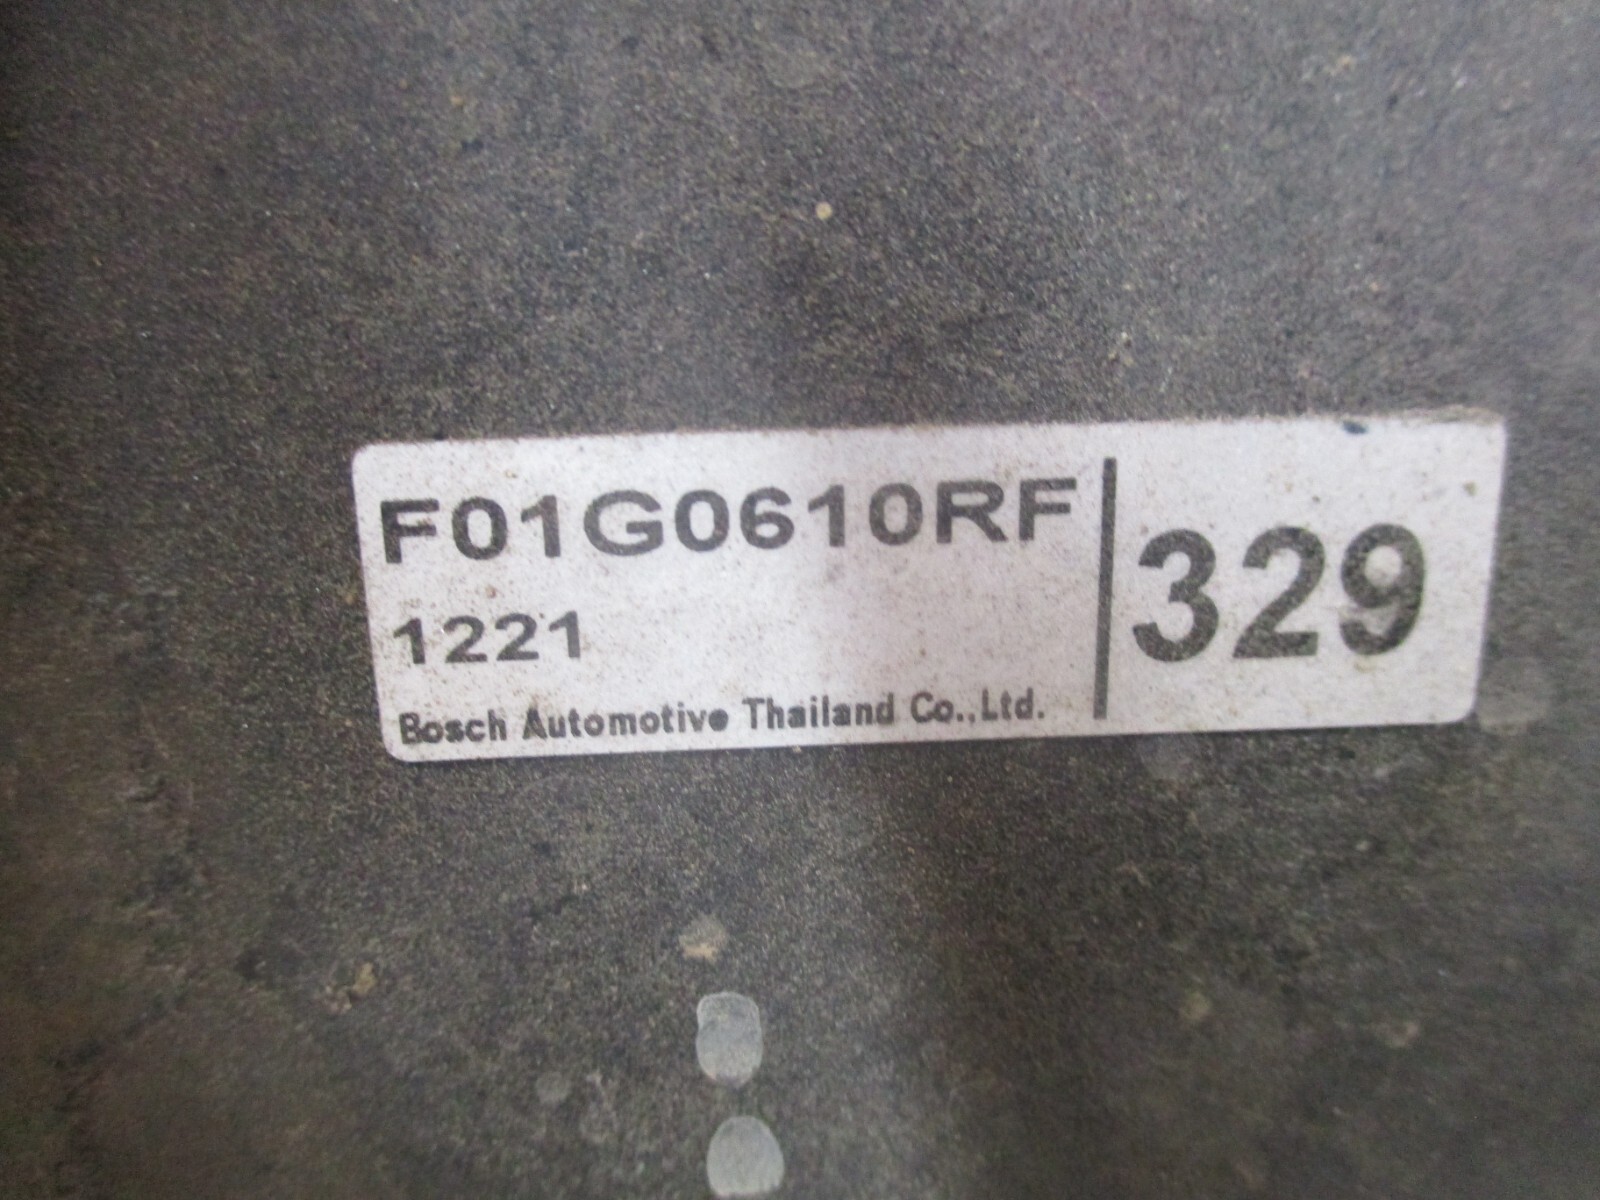 F01G0610RF
1221
Bosch Automotive Thailand Co.,Ltd.
329